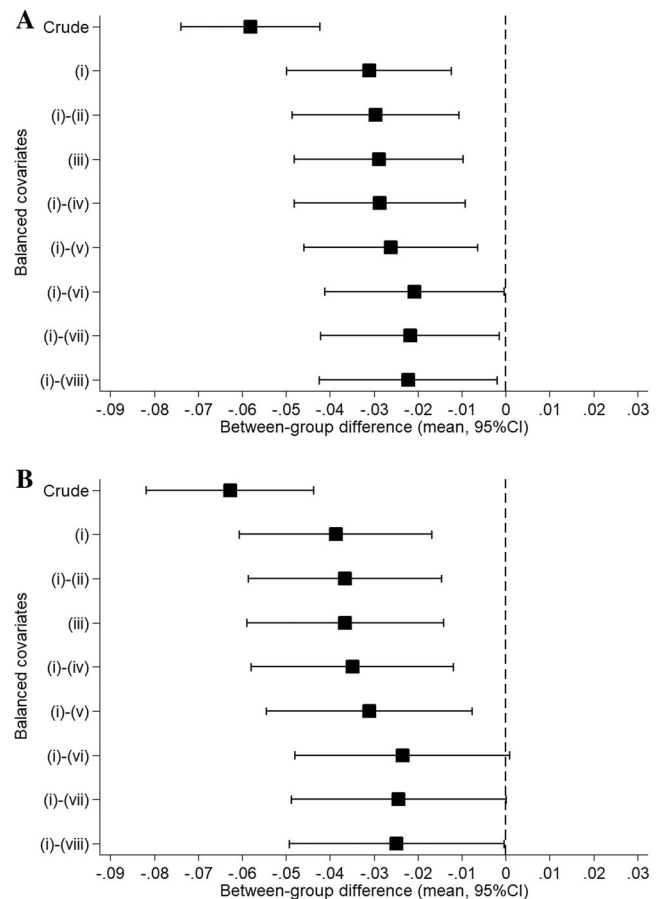 A
Crude
(i)
(i)-(ii)
(iii)
(i)-(iv)
(i)-(v)
(i)-(vi)
(i)-(vii)
(i)-(viii)
Balanced covariates
-.09 -.08 -.07 -.06 -.05 -.04 -.03 -.02 -.01 0 .01 .02 .03
Between-group difference (mean, 95%CI)
B
Crude
(i)
(i)-(ii)
(iii)
(i)-(iv)
(i)-(v)
(i)-(vi)
(i)-(vii)
(i)-(viii)
Balanced covariates
-.09 -.08 -.07 -.06 -.05 -.04 -.03 -.02 -.01 0 .01 .02 .03
Between-group difference (mean, 95%CI)